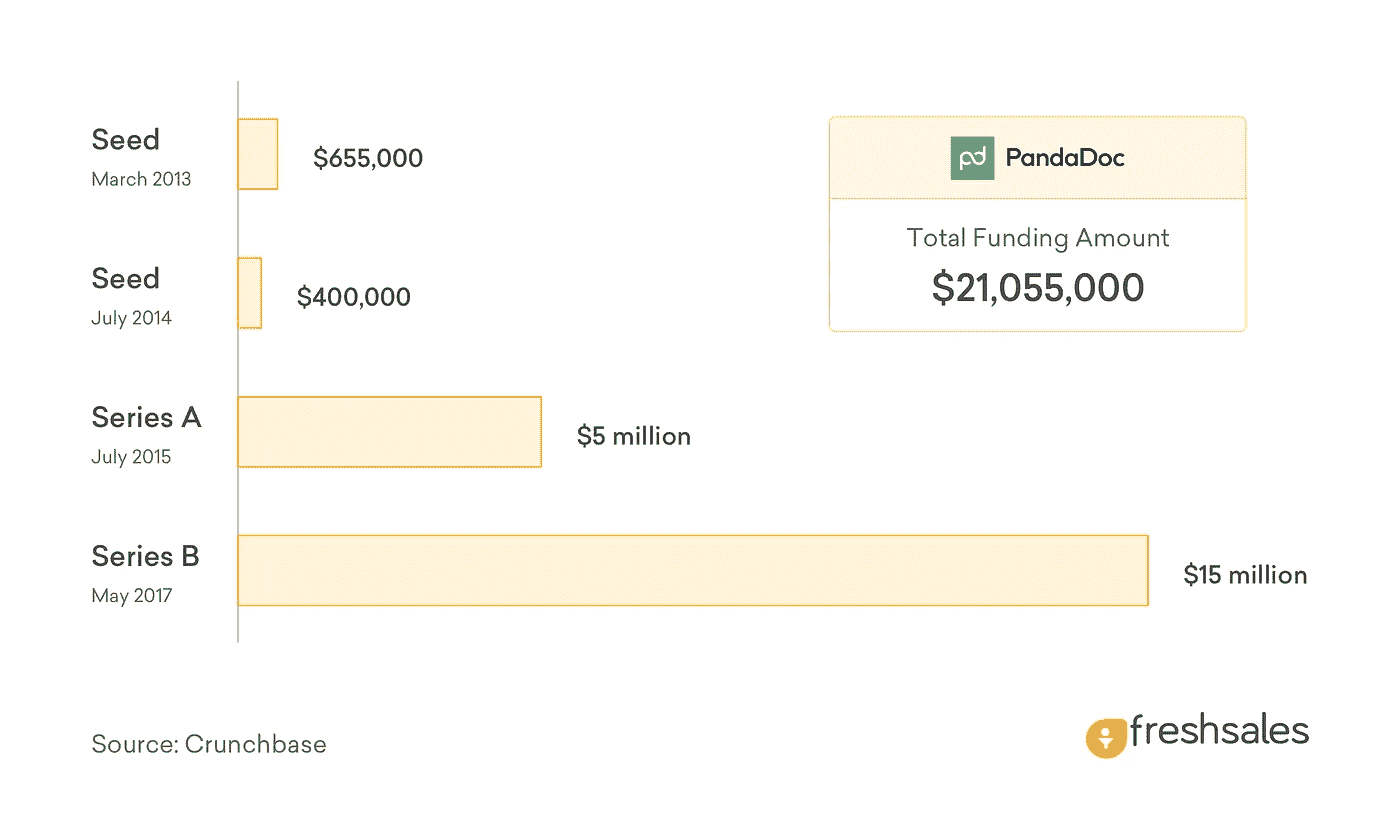 Seed
March 2013
$655,000
PandaDoc
Total Funding Amount
$21,055,000
Seed
July 2014
$400,000
Series A
July 2015
$5 million
Series B
May 2017
$15 million
Source: Crunchbase
freshsales